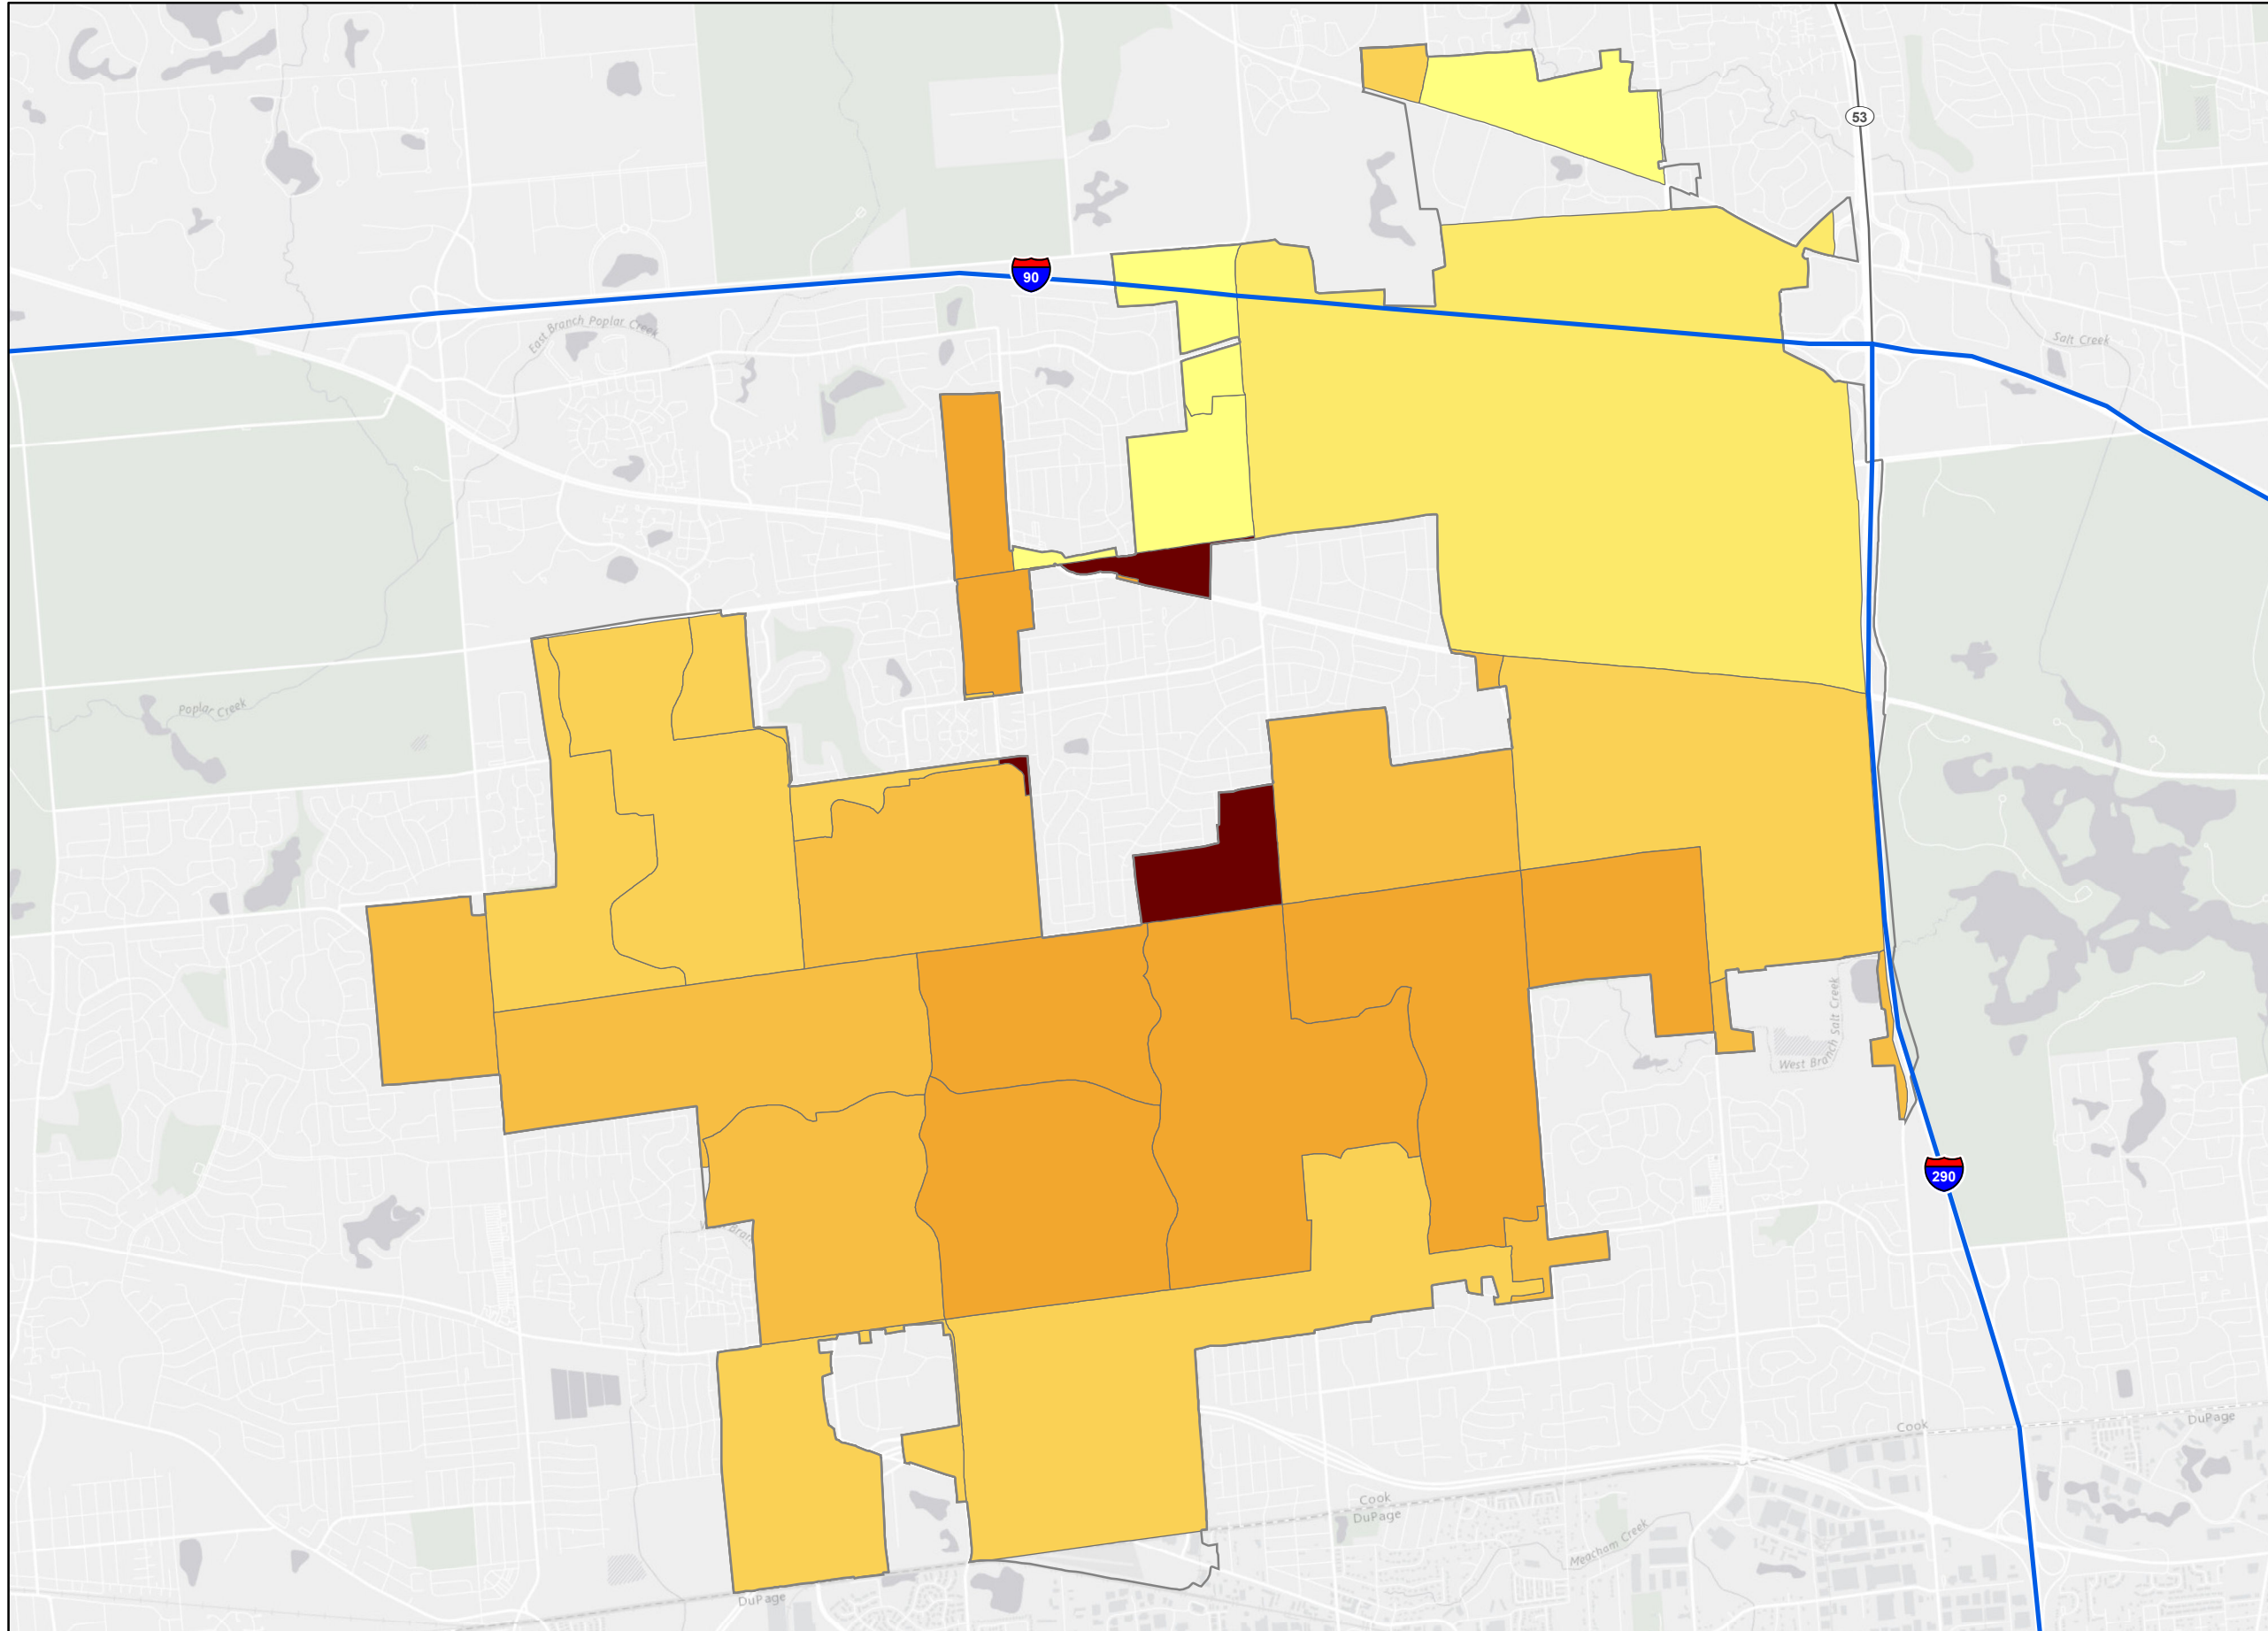 53
90
East Branch Poplar Creek
Salt Creek
Poplar Creek
West Branch Salt Creek
290
Cook
DuPage
Cook
DuPage
Meacham Creek
DuPage